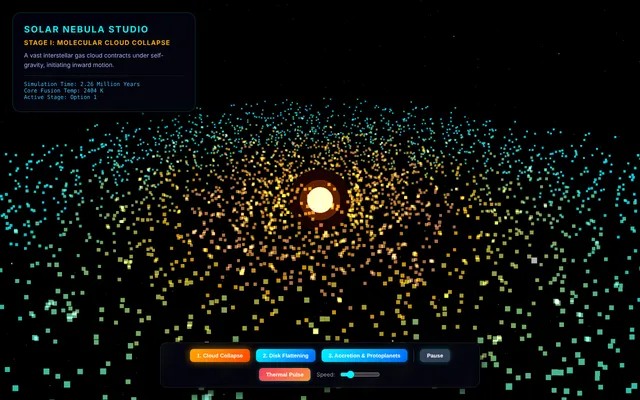 SOLAR NEBULA STUDIO
STAGE I: MOLECULAR CLOUD COLLAPSE
A vast interstellar gas cloud contracts under self-
gravity, initiating inward motion.
Simulation Time: 2.26 Million Years
Core Fusion Temp: 2404 K
Active Stage: Option 1
1. Cloud Collapse 2. Disk Flattening 3. Accretion & Protoplanets Pause
Thermal Pulse Speed: